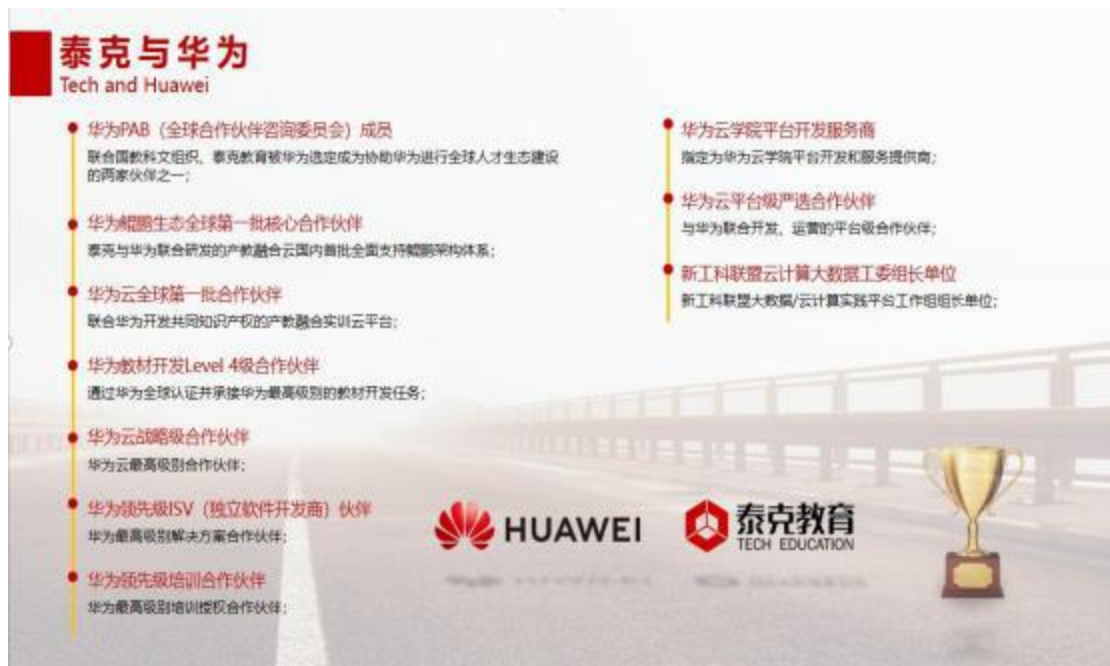 泰克与华为
Tech and Huawei
华为PAB（全球合作伙伴咨询委员会）成员
联合国教科文组织、泰克教育被华为选定成为协助华为进行全球人才生态建设
的两家伙伴之一；
华为鲲鹏生态全球第一批核心合作伙伴
泰克与华为联合研发的产教融合云国内首批全面支持鲲鹏架构体系；
华为云全球第一批合作伙伴
联合华为开发共同知识产权的产教融合实训云平台；
华为教材开发Level 4级合作伙伴
通过华为全球认证并承接华为最高级别的教材开发任务；
华为云战略级合作伙伴
华为云最高级别合作伙伴；
华为领先级ISV（独立软件开发商）伙伴
华为最高级别解决方案合作伙伴；
华为领先级培训合作伙伴
华为最高级别培训授权合作伙伴；
华为云学院平台开发服务商
指定为华为云学院平台开发和服务提供商；
华为云平台级严选合作伙伴
与华为联合开发、运营的平台级合作伙伴；
新工科联盟云计算大数据工委组长单位
新工科联盟大数据/云计算实践平台工作组组长单位；
HUAWEI
泰克教育
TECH EDUCATION